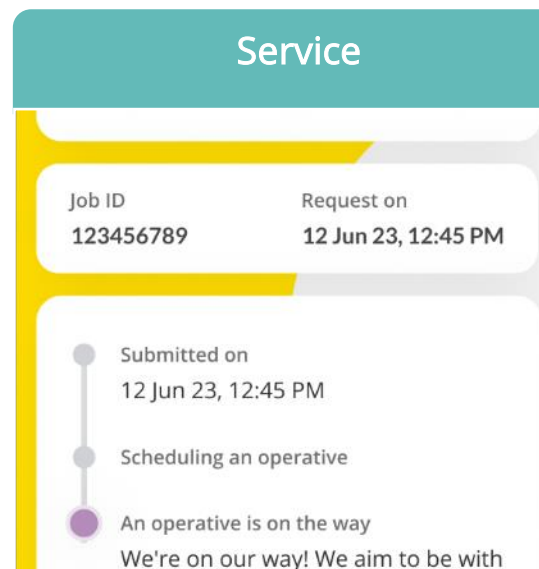 Service
Job ID
Request on
123456789
12 Jun 23, 12:45 PM
Submitted on
12 Jun 23, 12:45 PM
Scheduling an operative
An operative is on the way
We're on our way! We aim to be with